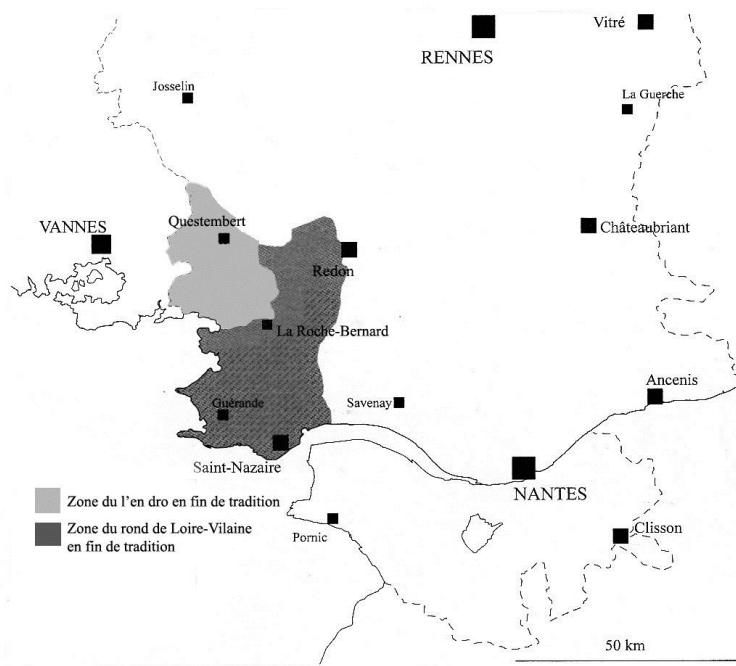 Vitré
RENNES
Josselin
La Guerche
VANNES
Questembert
Châteaubriant
Redon
La Roche-Bernard
Ancenis
Guérande
Savenay
Saint-Nazaire
NANTES
Zone du l'en dro en fin de tradition
Zone du rond de Loire-Vilaine
en fin de tradition
Pornic
Clisson
50 km